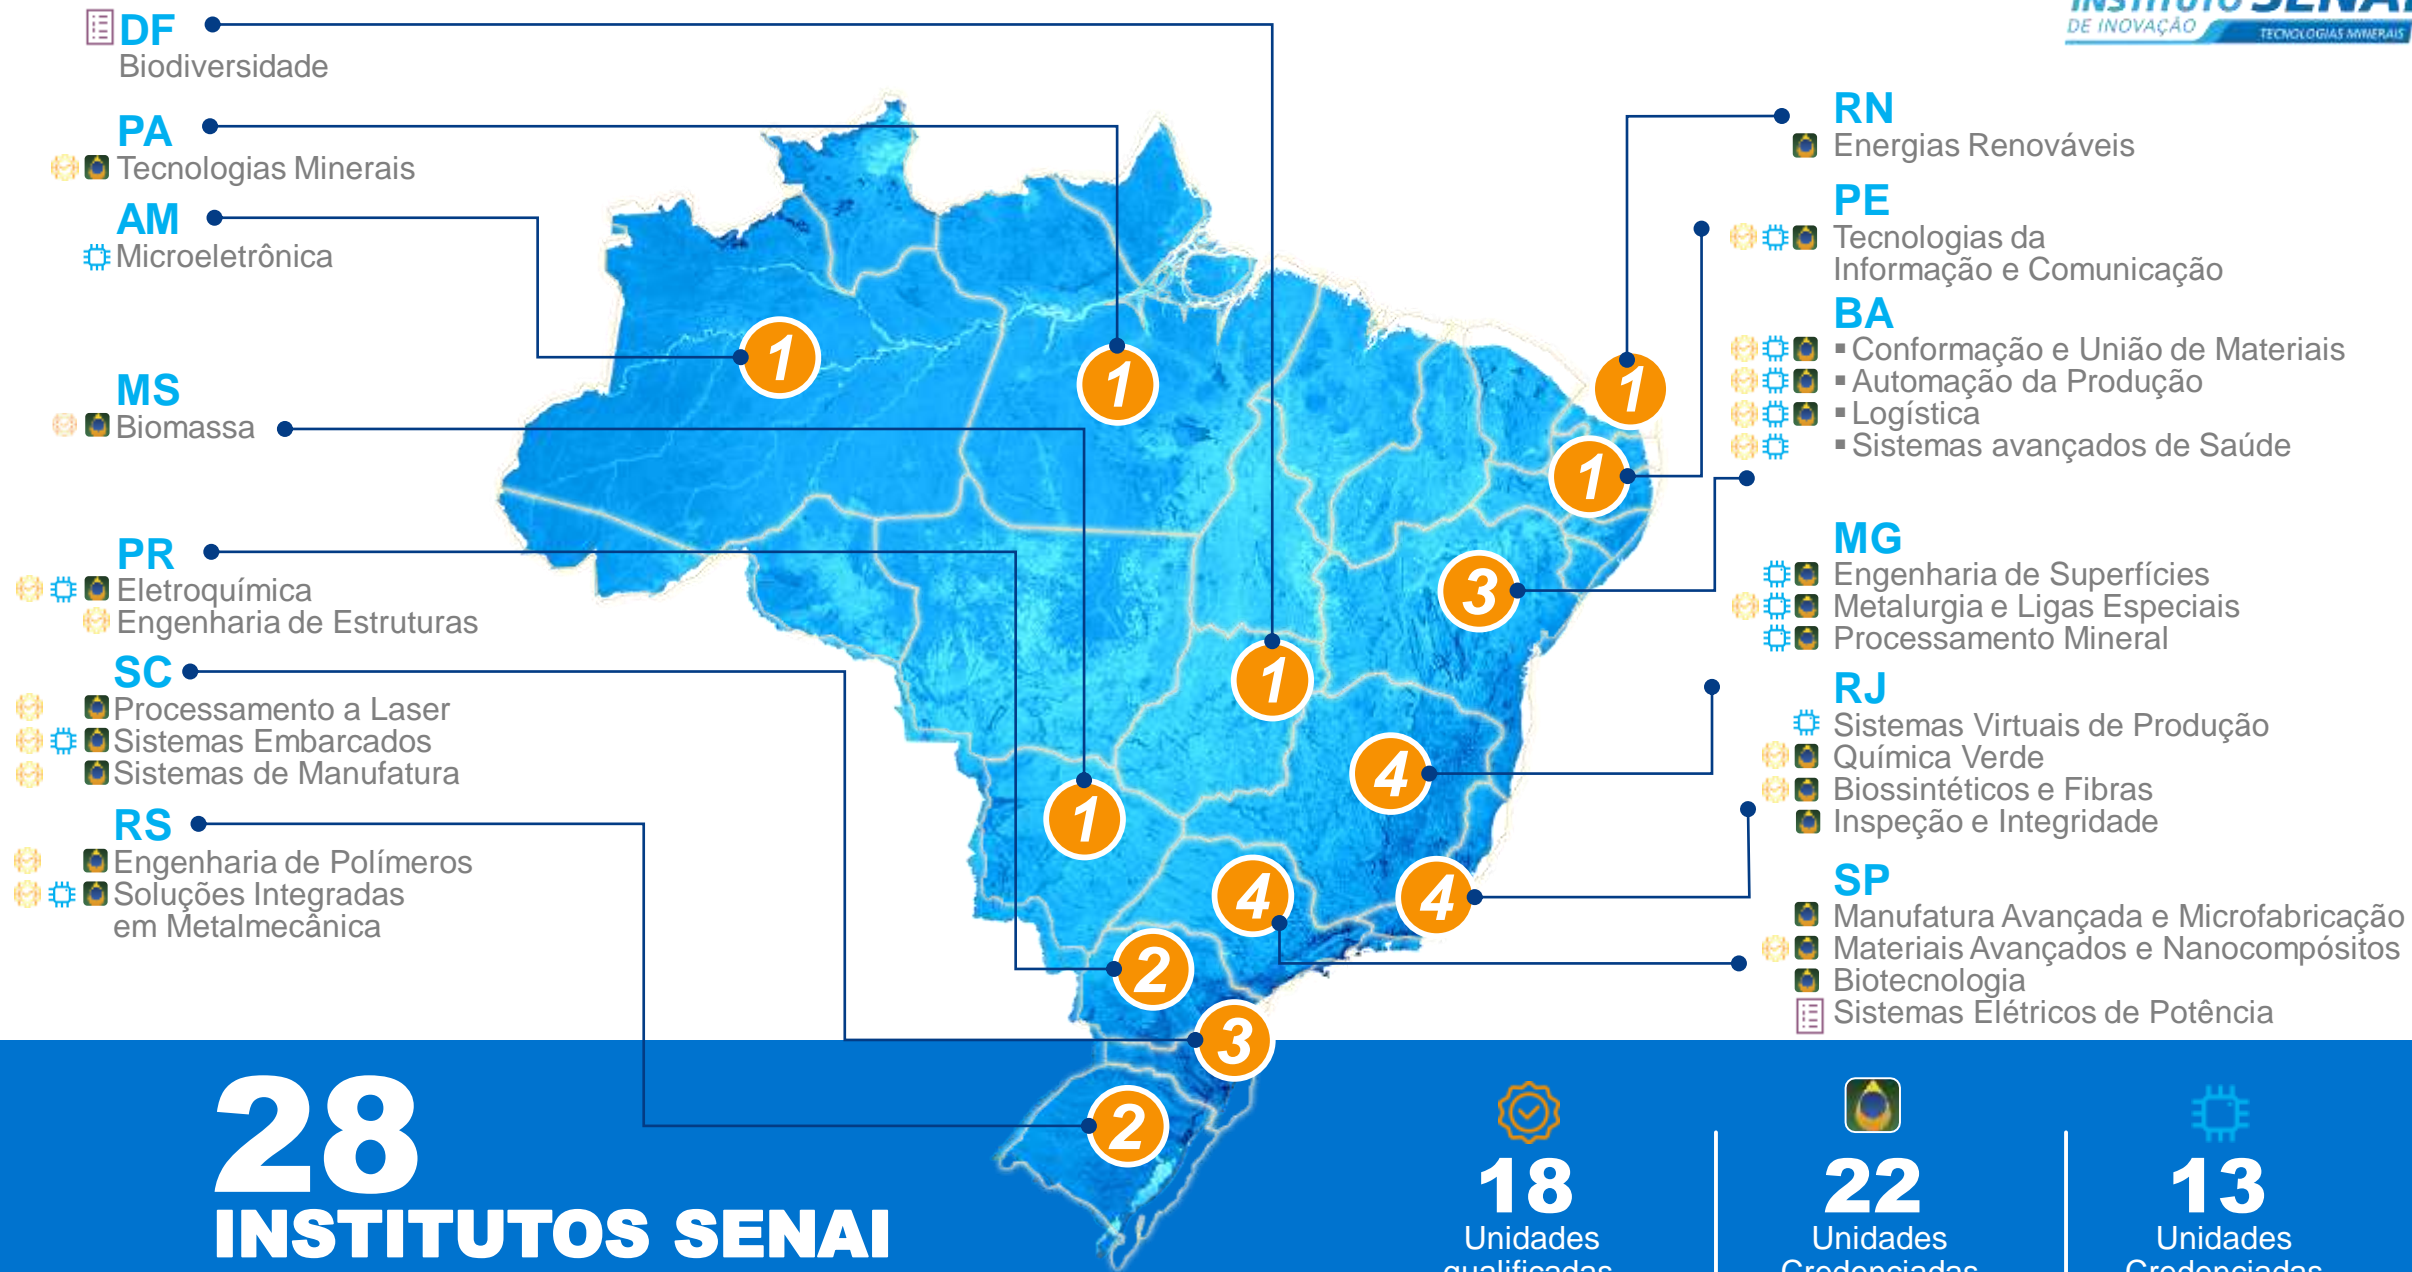 DF
Biodiversidade
PA
Tecnologias Minerais
AM
Microeletrônica
MS
Biomassa
PR
Eletroquímica
Engenharia de Estruturas
SC
Processamento a Laser
Sistemas Embarcados
Sistemas de Manufatura
RS
Engenharia de Polímeros
Soluções Integradas
em Metalmecânica
INSTITUTO SENAI
DE INOVAÇÃO
TECNOLOGIAS MINERAIS
RN
Energias Renováveis
PE
Tecnologias da
Informação e Comunicação
BA
▪ Conformação e União de Materiais
▪ Automação da Produção
▪ Logística
▪ Sistemas avançados de Saúde
MG
Engenharia de Superfícies
Metalurgia e Ligas Especiais
Processamento Mineral
RJ
Sistemas Virtuais de Produção
Química Verde
Biossintéticos e Fibras
Inspeção e Integridade
SP
Manufatura Avançada e Microfabricação
Materiais Avançados e Nanocompósitos
Biotecnologia
Sistemas Elétricos de Potência
1
1
1
1
3
1
4
1
4
4
2
3
2
28
INSTITUTOS SENAI
18
Unidades
qualificadas
22
Unidades
Credenciadas
13
Unidades
Credenciadas